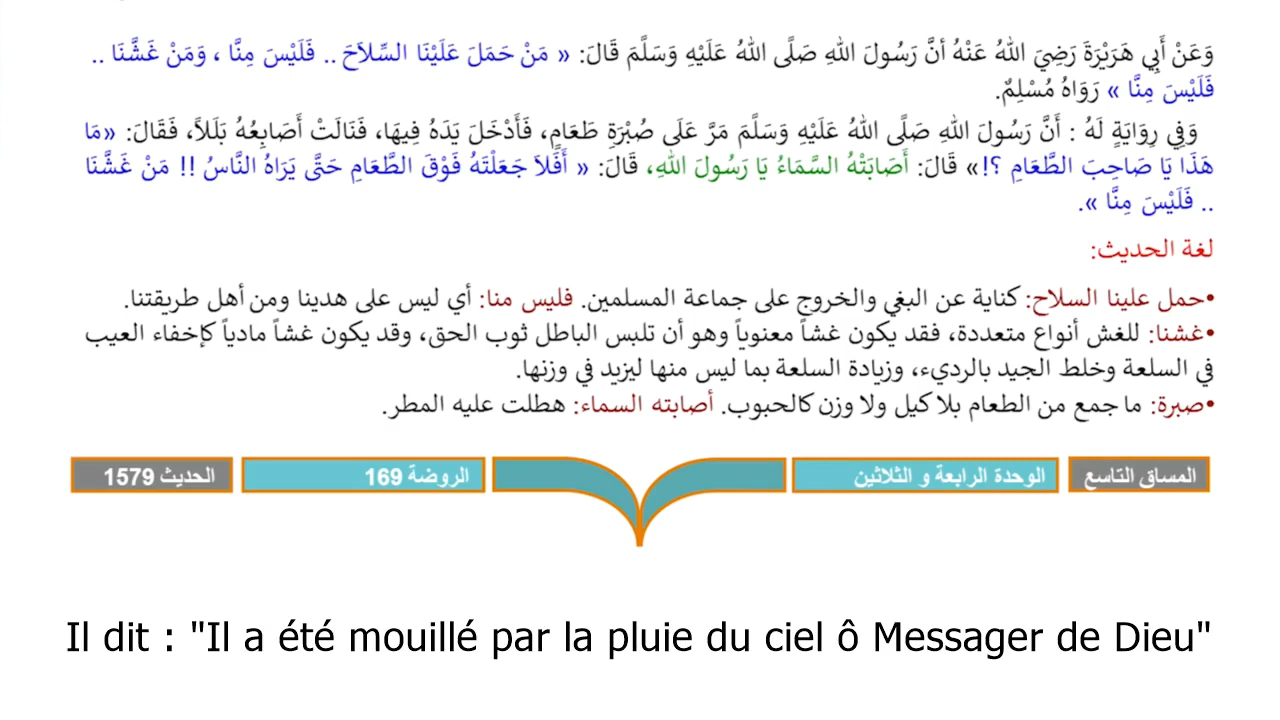 وَعَنْ أَبِي هَرَيْرَةَ رَضِيَ اللهُ عَنْهُ أنَّ رَسُولَ اللهِ صَلَّى اللهُ عَلَيْهِ وَسَلَّمَ قَالَ: « مَنْ حَمَلَ عَلَيْنَا السِّلاَحَ .. فَلَيْسَ مِنَّا ، وَمَنْ غَشَّنَا ..
فَلَيْسَ مِنَّا » رَوَاهُ مُسْلِمٌ.
وَفِي رِوَايَةٍ لَهُ : أَنَّ رَسُولَ اللهِ صَلَّى اللهُ عَلَيْهِ وَسَلَّمَ مَرَّ عَلَى صُبْرَةِ طَعَامٍ، فَأَدْخَلَ يَدَهُ فِيهَا، فَنَالَتْ أَصَابِعُهُ بَلَلاً، فَقَالَ: «مَا
هَذَا يَا صَاحِبَ الطَّعَامِ ؟!» قَالَ: أَصَابَتْهُ السَّمَاءُ يَا رَسُولَ اللهِ، قَالَ: « أَفَلاَ جَعَلْتَهُ فَوْقَ الطَّعَامِ حَتَّى يَرَاهُ النَّاسُ !! مَنْ غَشَّنَا
.. فَلَيْسَ مِنَّا ».
لغة الحديث:
•حمل علينا السلاح: كناية عن البغي والخروج على جماعة المسلمين. فليس منا: أي ليس على هدينا ومن أهل طريقتنا.
•غشنا: للغش أنواع متعددة، فقد يكون غشاً معنوياً وهو أن تلبس الباطل ثوب الحق، وقد يكون غشاً مادياً كإخفاء العيب
في السلعة وخلط الجيد بالرديء، وزيادة السلعة بما ليس منها ليزيد في وزنها.
•صبرة: ما جمع من الطعام بلا كيل ولا وزن كالحبوب. أصابته السماء: هطلت عليه المطر.
المساق التاسع الوحدة الرابعة و الثلاثين الروضة 169 الحديث 1579
Il dit : "Il a été mouillé par la pluie du ciel ô Messager de Dieu"